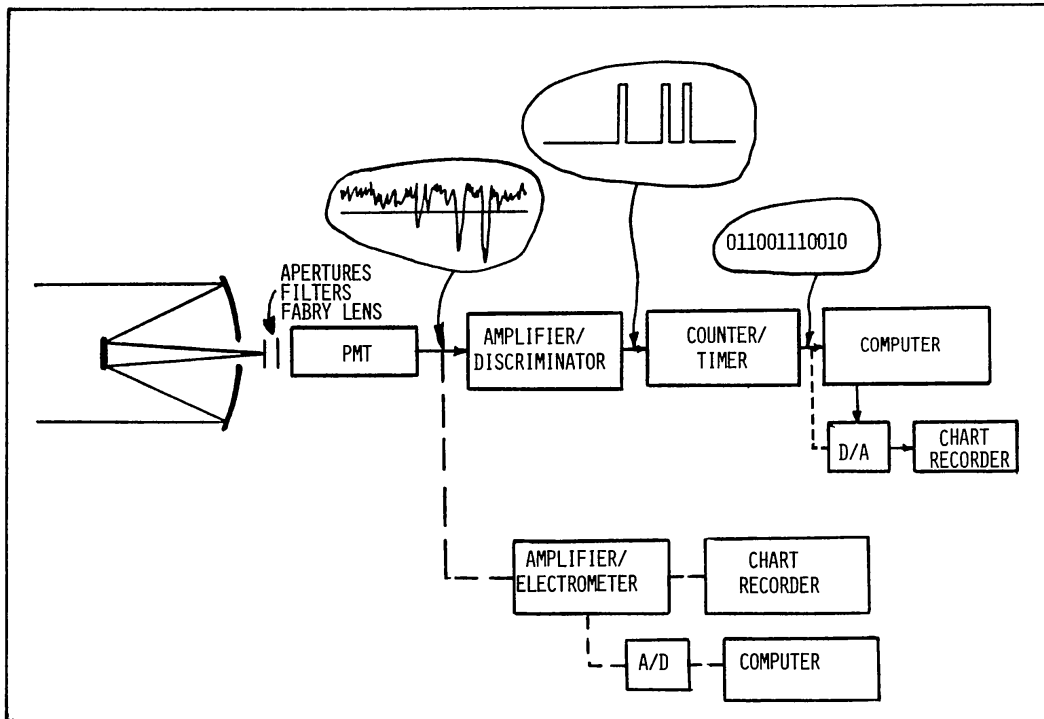 011001110010
APERTURES
FILTERS
FABRY LENS
PMT
AMPLIFIER/
DISCRIMINATOR
COUNTER/
TIMER
COMPUTER
D/A
CHART
RECORDER
AMPLIFIER/
ELECTROMETER
CHART
RECORDER
A/D
COMPUTER